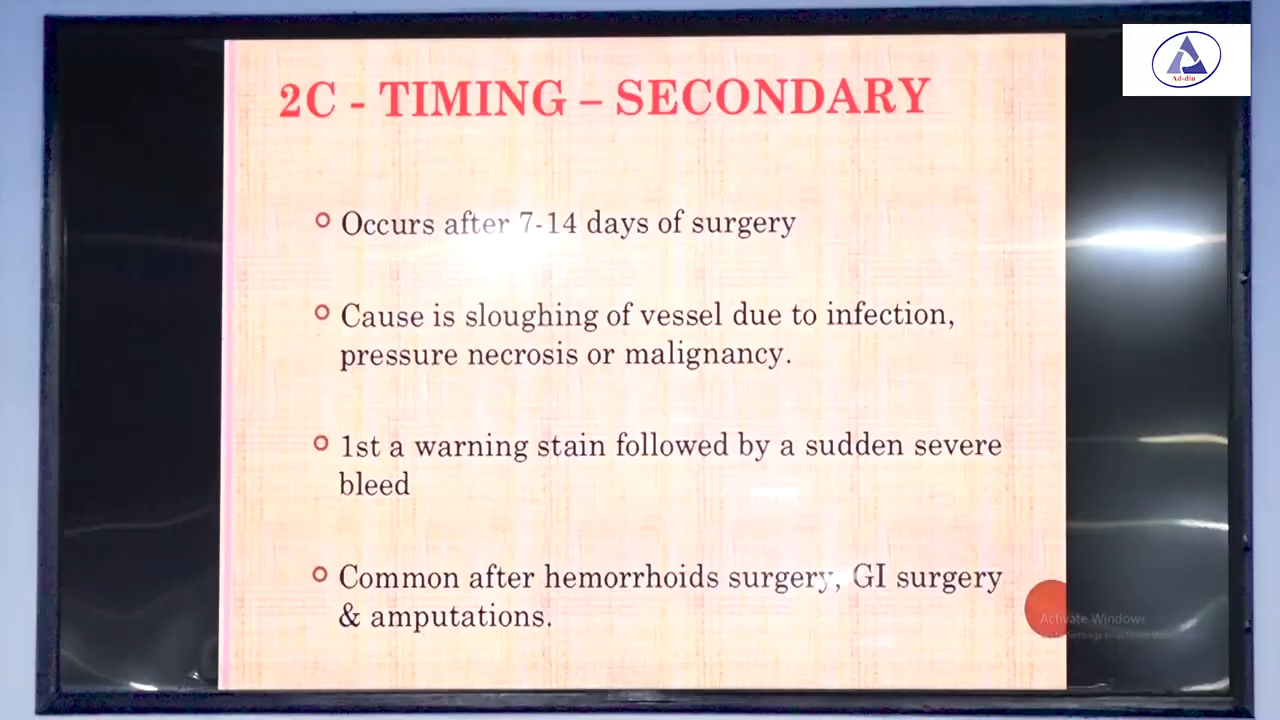 Ad-din
2C - TIMING – SECONDARY
Occurs after 7-14 days of surgery
Cause is sloughing of vessel due to infection,
pressure necrosis or malignancy.
1st a warning stain followed by a sudden severe
bleed
Common after hemorrhoids surgery, GI surgery
& amputations.
Activate Windows